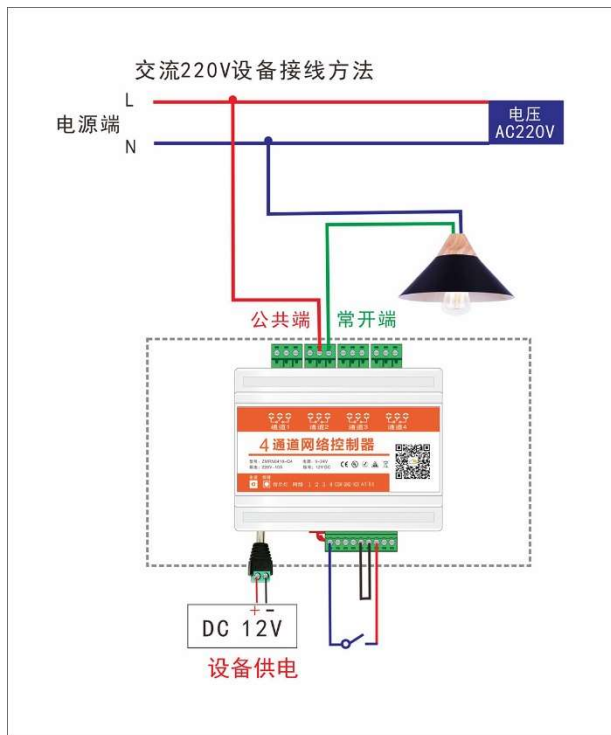 交流220V设备接线方法
L
电源端
N
电压
AC220V
公共端
常开端
通道1 通道2 通道3 通道4
4通道网络控制器
+ -
DC 12V
设备供电